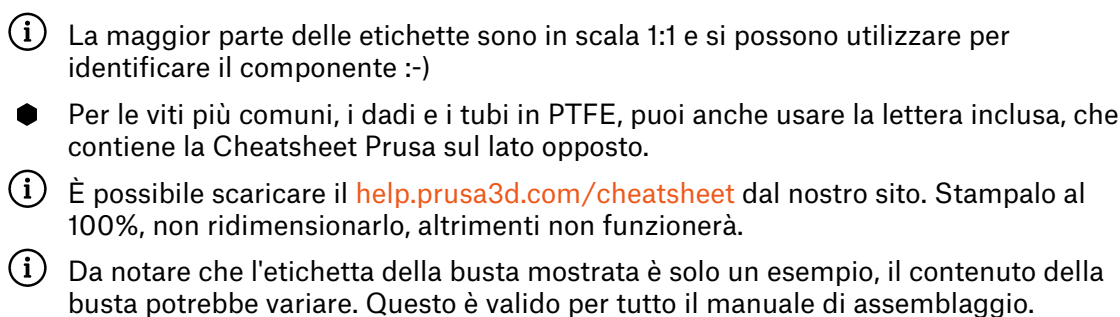 La maggior parte delle etichette sono in scala 1:1 e si possono utilizzare per
identificare il componente :-)
Per le viti più comuni, i dadi e i tubi in PTFE, puoi anche usare la lettera inclusa, che
contiene la Cheatsheet Prusa sul lato opposto.
È possibile scaricare il help.prusa3d.com/cheatsheet dal nostro sito. Stampalo al
100%, non ridimensionarlo, altrimenti non funzionerà.
Da notare che l'etichetta della busta mostrata è solo un esempio, il contenuto della
busta potrebbe variare. Questo è valido per tutto il manuale di assemblaggio.